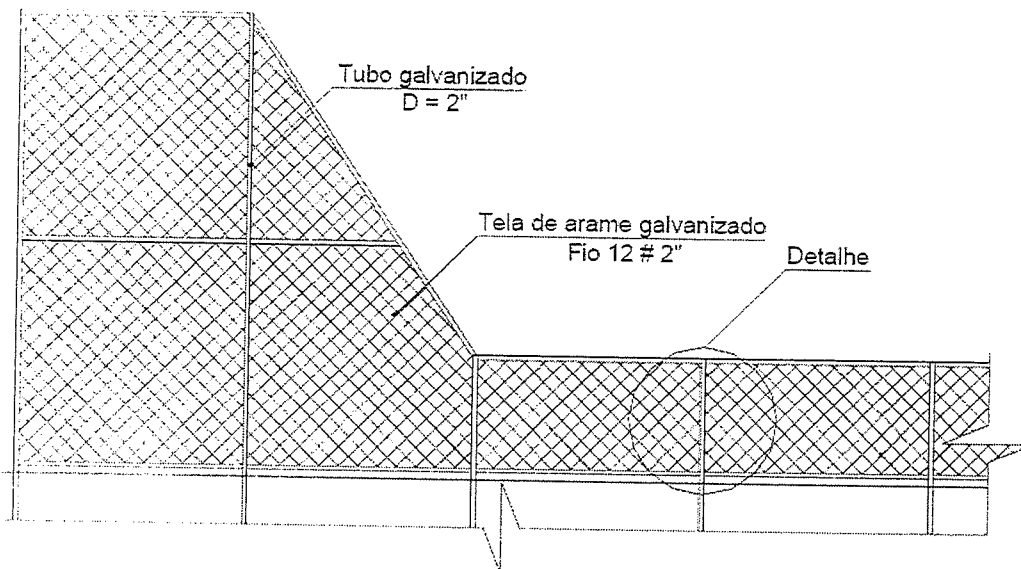 Tubo galvanizado
D = 2"
Tela de arame galvanizado
Fio 12 # 2"
Detalhe